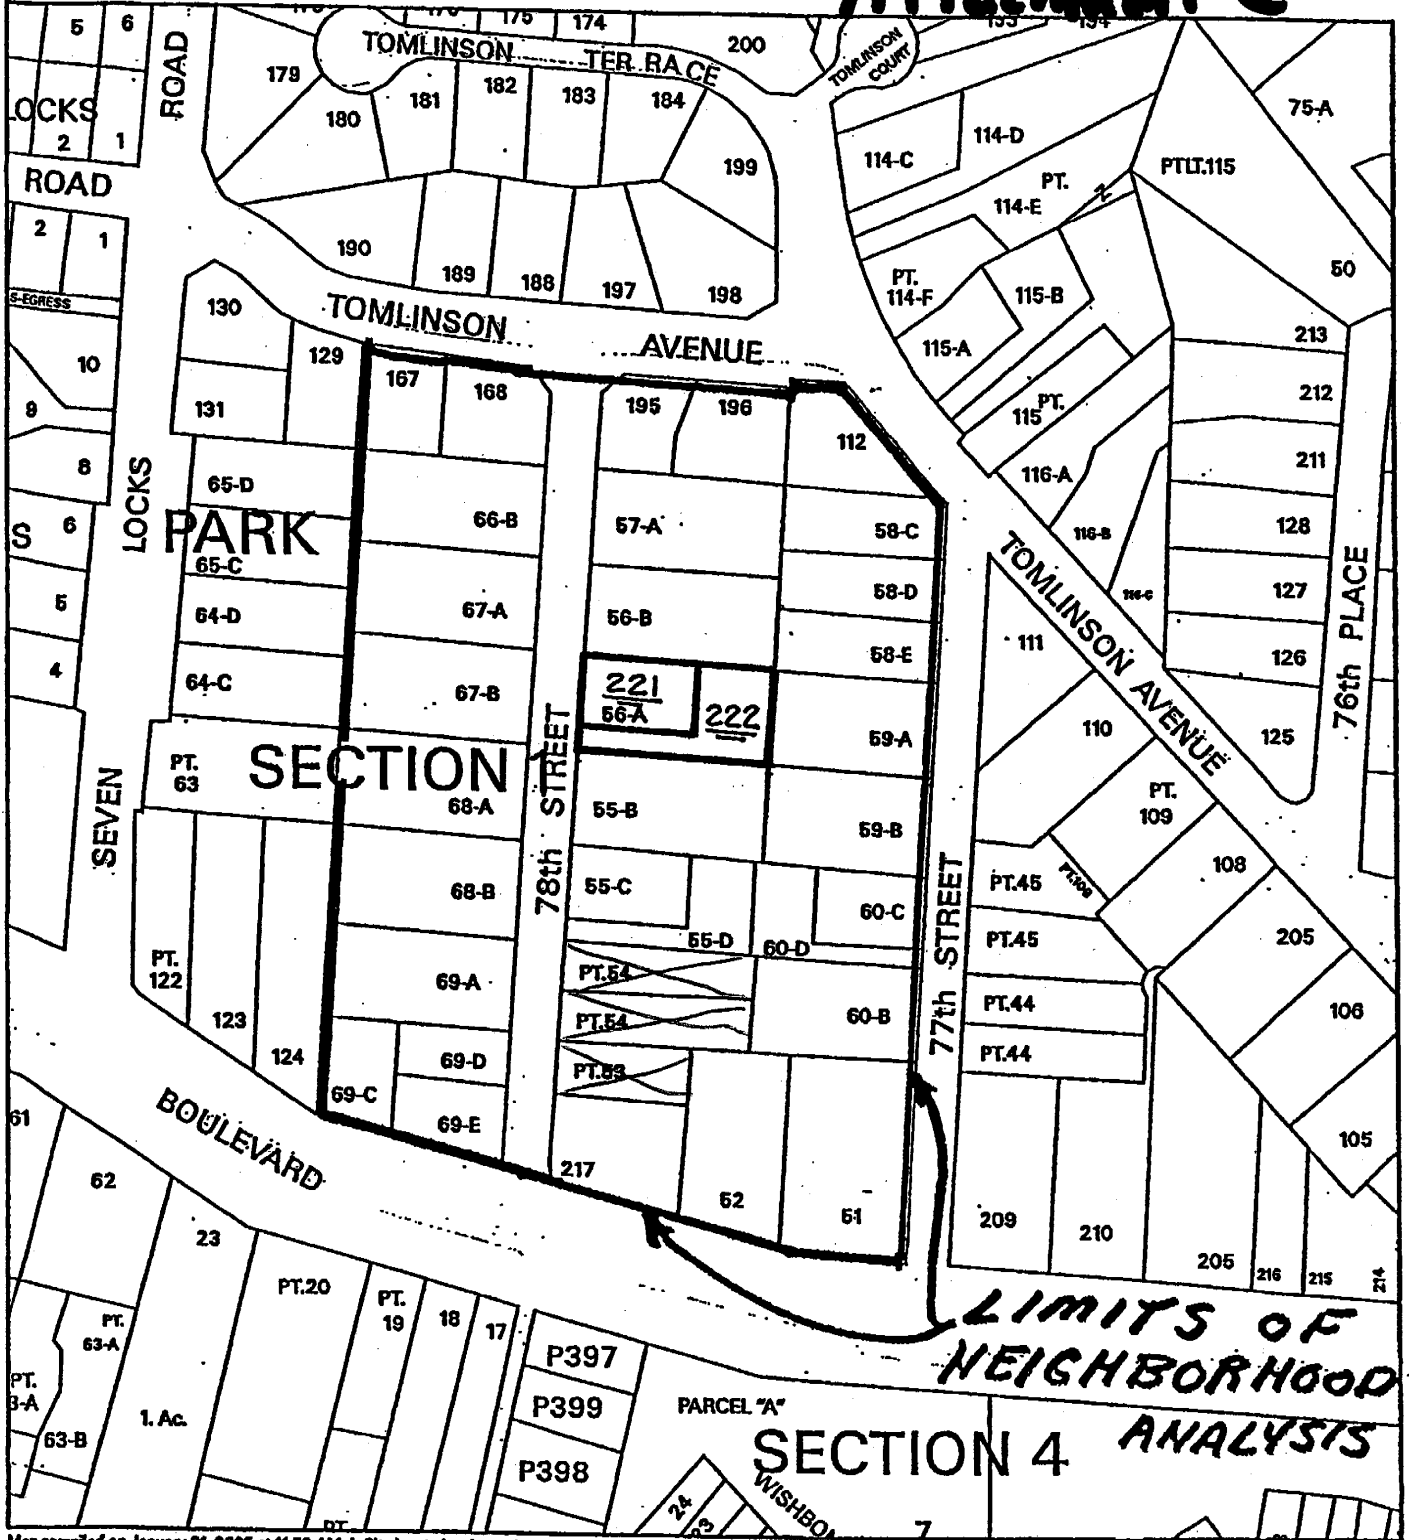 5
6
175
174
200
ROAD
TOMLINSON TERRACE
TOMLINSON
COURT
179
180
181
182
183
184
199
75-A
114-D
114-C
PT.LT.115
PT.
114-E
LOCKS
2
1
ROAD
2
1
S-EGRESS
190
189
188
197
198
PT.
114-F
115-B
50
130
TOMLINSON AVENUE
115-A
213
10
129
167
168
195
196
PT.
115
212
9
131
112
211
8
LOCKS
65-D
116-A
PARK
66-B
57-A
58-C
116-B
128
S
6
65-C
TOMLINSON AVENUE
5
64-D
67-A
56-B
58-D
116-C
127
76th PLACE
4
64-C
67-B
221
56-A
222
58-E
111
126
59-A
110
125
PT.
63
SECTION 1
78th STREET
68-A
55-B
59-B
PT.
109
SEVEN
68-B
55-C
60-C
77th STREET
PT.45
PT.109
108
55-D
60-D
PT.45
205
PT.
122
69-A
PT.54
PT.54
60-B
PT.44
106
123
124
69-D
PT.53
PT.44
69-C
69-E
105
61
BOULEVARD
62
217
52
51
209
210
205
216
215
214
23
PT.20
PT.
19
18
17
PT.
63-A
P397
LIMITS OF
NEIGHBORHOOD
ANALYSIS
PT.
3-A
1. Ac.
P399
PARCEL "A"
63-B
P398
SECTION 4
24